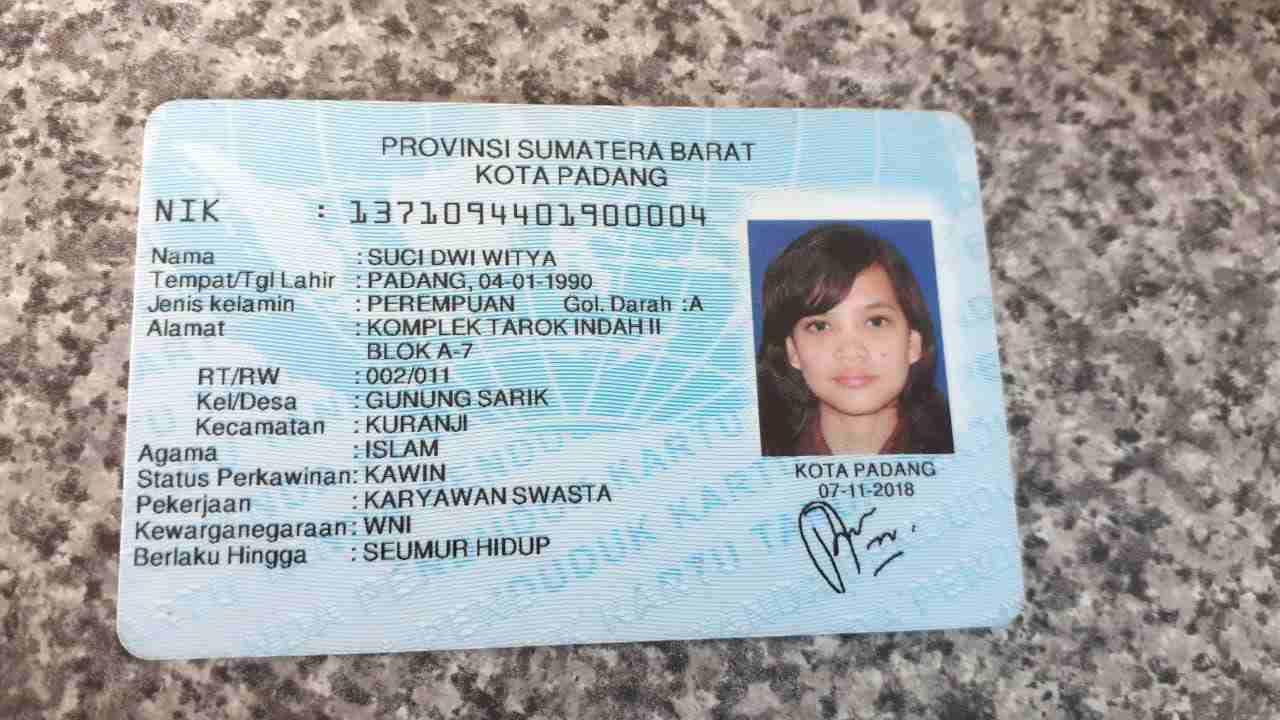 PROVINSI SUMATERA BARAT
KOTA PADANG
NIK : 1371094401900004
Nama : SUCI DWI WITYA
Tempat/Tgl Lahir : PADANG, 04-01-1990
Jenis kelamin : PEREMPUAN Gol. Darah :A
Alamat : KOMPLEK TAROK INDAH II
BLOK A-7
RT/RW : 002/011
Kel/Desa : GUNUNG SARIK
Kecamatan : KURANJI
Agama : ISLAM
Status Perkawinan: KAWIN
Pekerjaan : KARYAWAN SWASTA
Kewarganegaraan: WNI
Berlaku Hingga : SEUMUR HIDUP
KOTA PADANG
07-11-2018